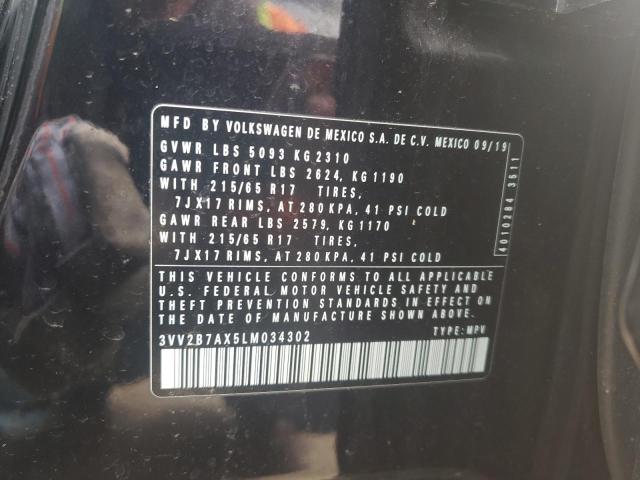 MFD BY VOLKSWAGEN DE MEXICO S.A. DE C.V. MEXICO 09/19
GVWR LBS 5093 KG 2310
GAWR FRONT LBS 2624, KG 1190
WITH 215/65 R17 TIRES,
7JX17 RIMS, AT 280 KPA, 41 PSI COLD
GAWR REAR LBS 2579, KG 1170
WITH 215/65 R17 TIRES,
7JX17 RIMS, AT 280 KPA, 41 PSI COLD
4010284 3511
THIS VEHICLE CONFORMS TO ALL APPLICABLE
U.S. FEDERAL MOTOR VEHICLE SAFETY AND
THEFT PREVENTION STANDARDS IN EFFECT ON
THE DATE OF MANUFACTURE SHOWN ABOVE.
3VV2B7AX5LM034302 TYPE: MPV